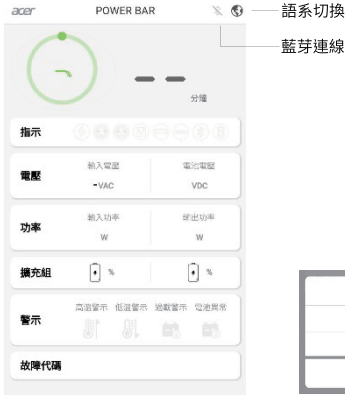 acer POWER BAR
語系切換
藍芽連線
分鐘
指示
電壓
輸入電壓
電池電壓
-VAC
VDC
功率
輸入功率
輸出功率
W
W
擴充組
%
%
警示
高溫警示 低溫警示 過載警示 電池異常
故障代碼